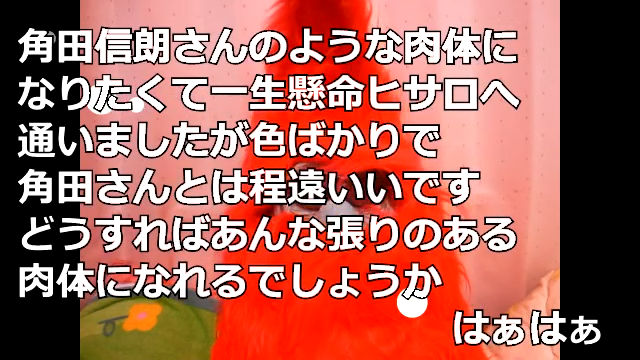 角田信朗さんのような肉体に
なりたくて一生懸命ヒサロへ
通いましたが色ばかりで
角田さんとは程遠いいです
どうすればあんな張りのある
肉体になれるでしょうか
はぁはぁ